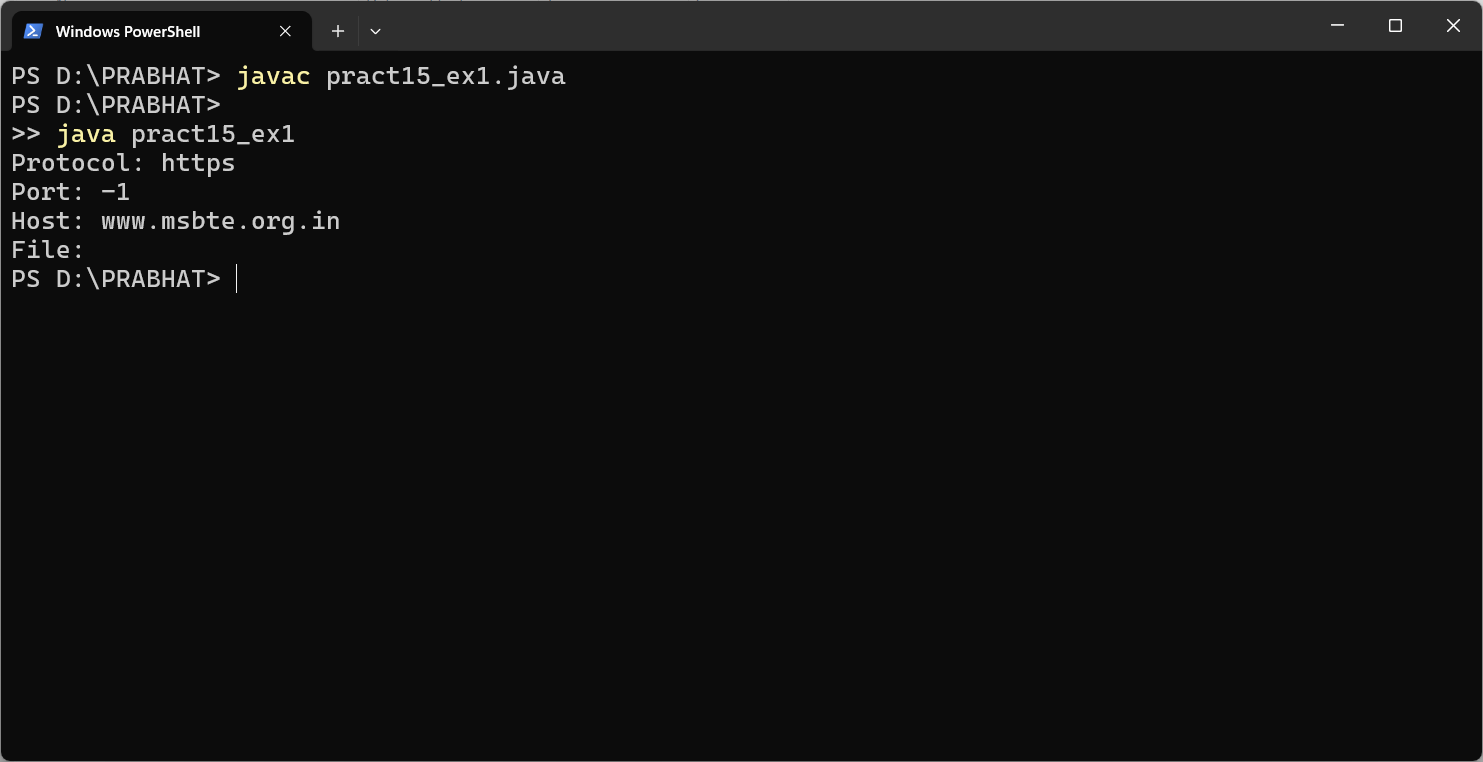 Windows PowerShell
PS D:\PRABHAT> javac pract15_ex1.java
PS D:\PRABHAT>
>> java pract15_ex1
Protocol: https
Port: -1
Host: www.msbte.org.in
File:
PS D:\PRABHAT>